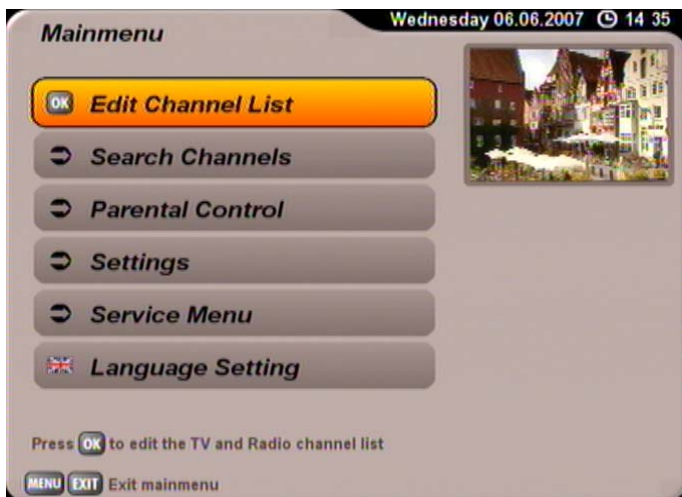 Mainmenu
Wednesday 06.06.2007 14 35
OK Edit Channel List
Search Channels
Parental Control
Settings
Service Menu
Language Setting
Press OK to edit the TV and Radio channel list
MENU EXIT Exit mainmenu